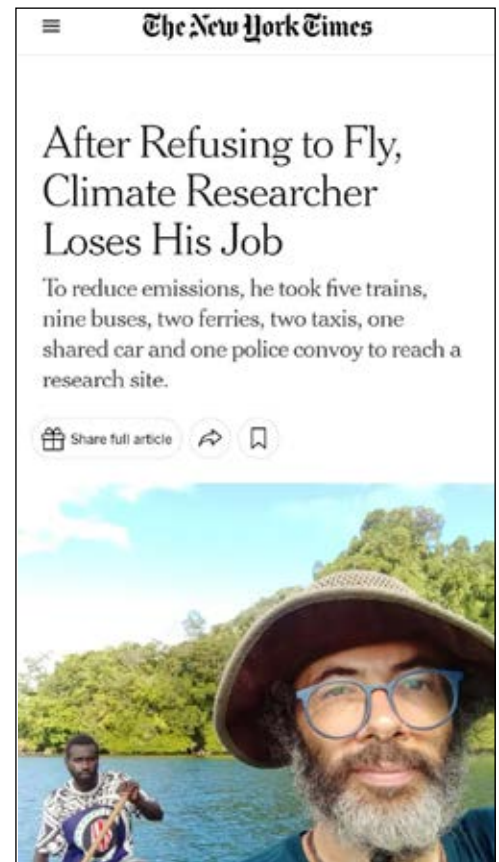 The New York Times
After Refusing to Fly,
Climate Researcher
Loses His Job
To reduce emissions, he took five trains,
nine buses, two ferries, two taxis, one
shared car and one police convoy to reach a
research site.
Share full article